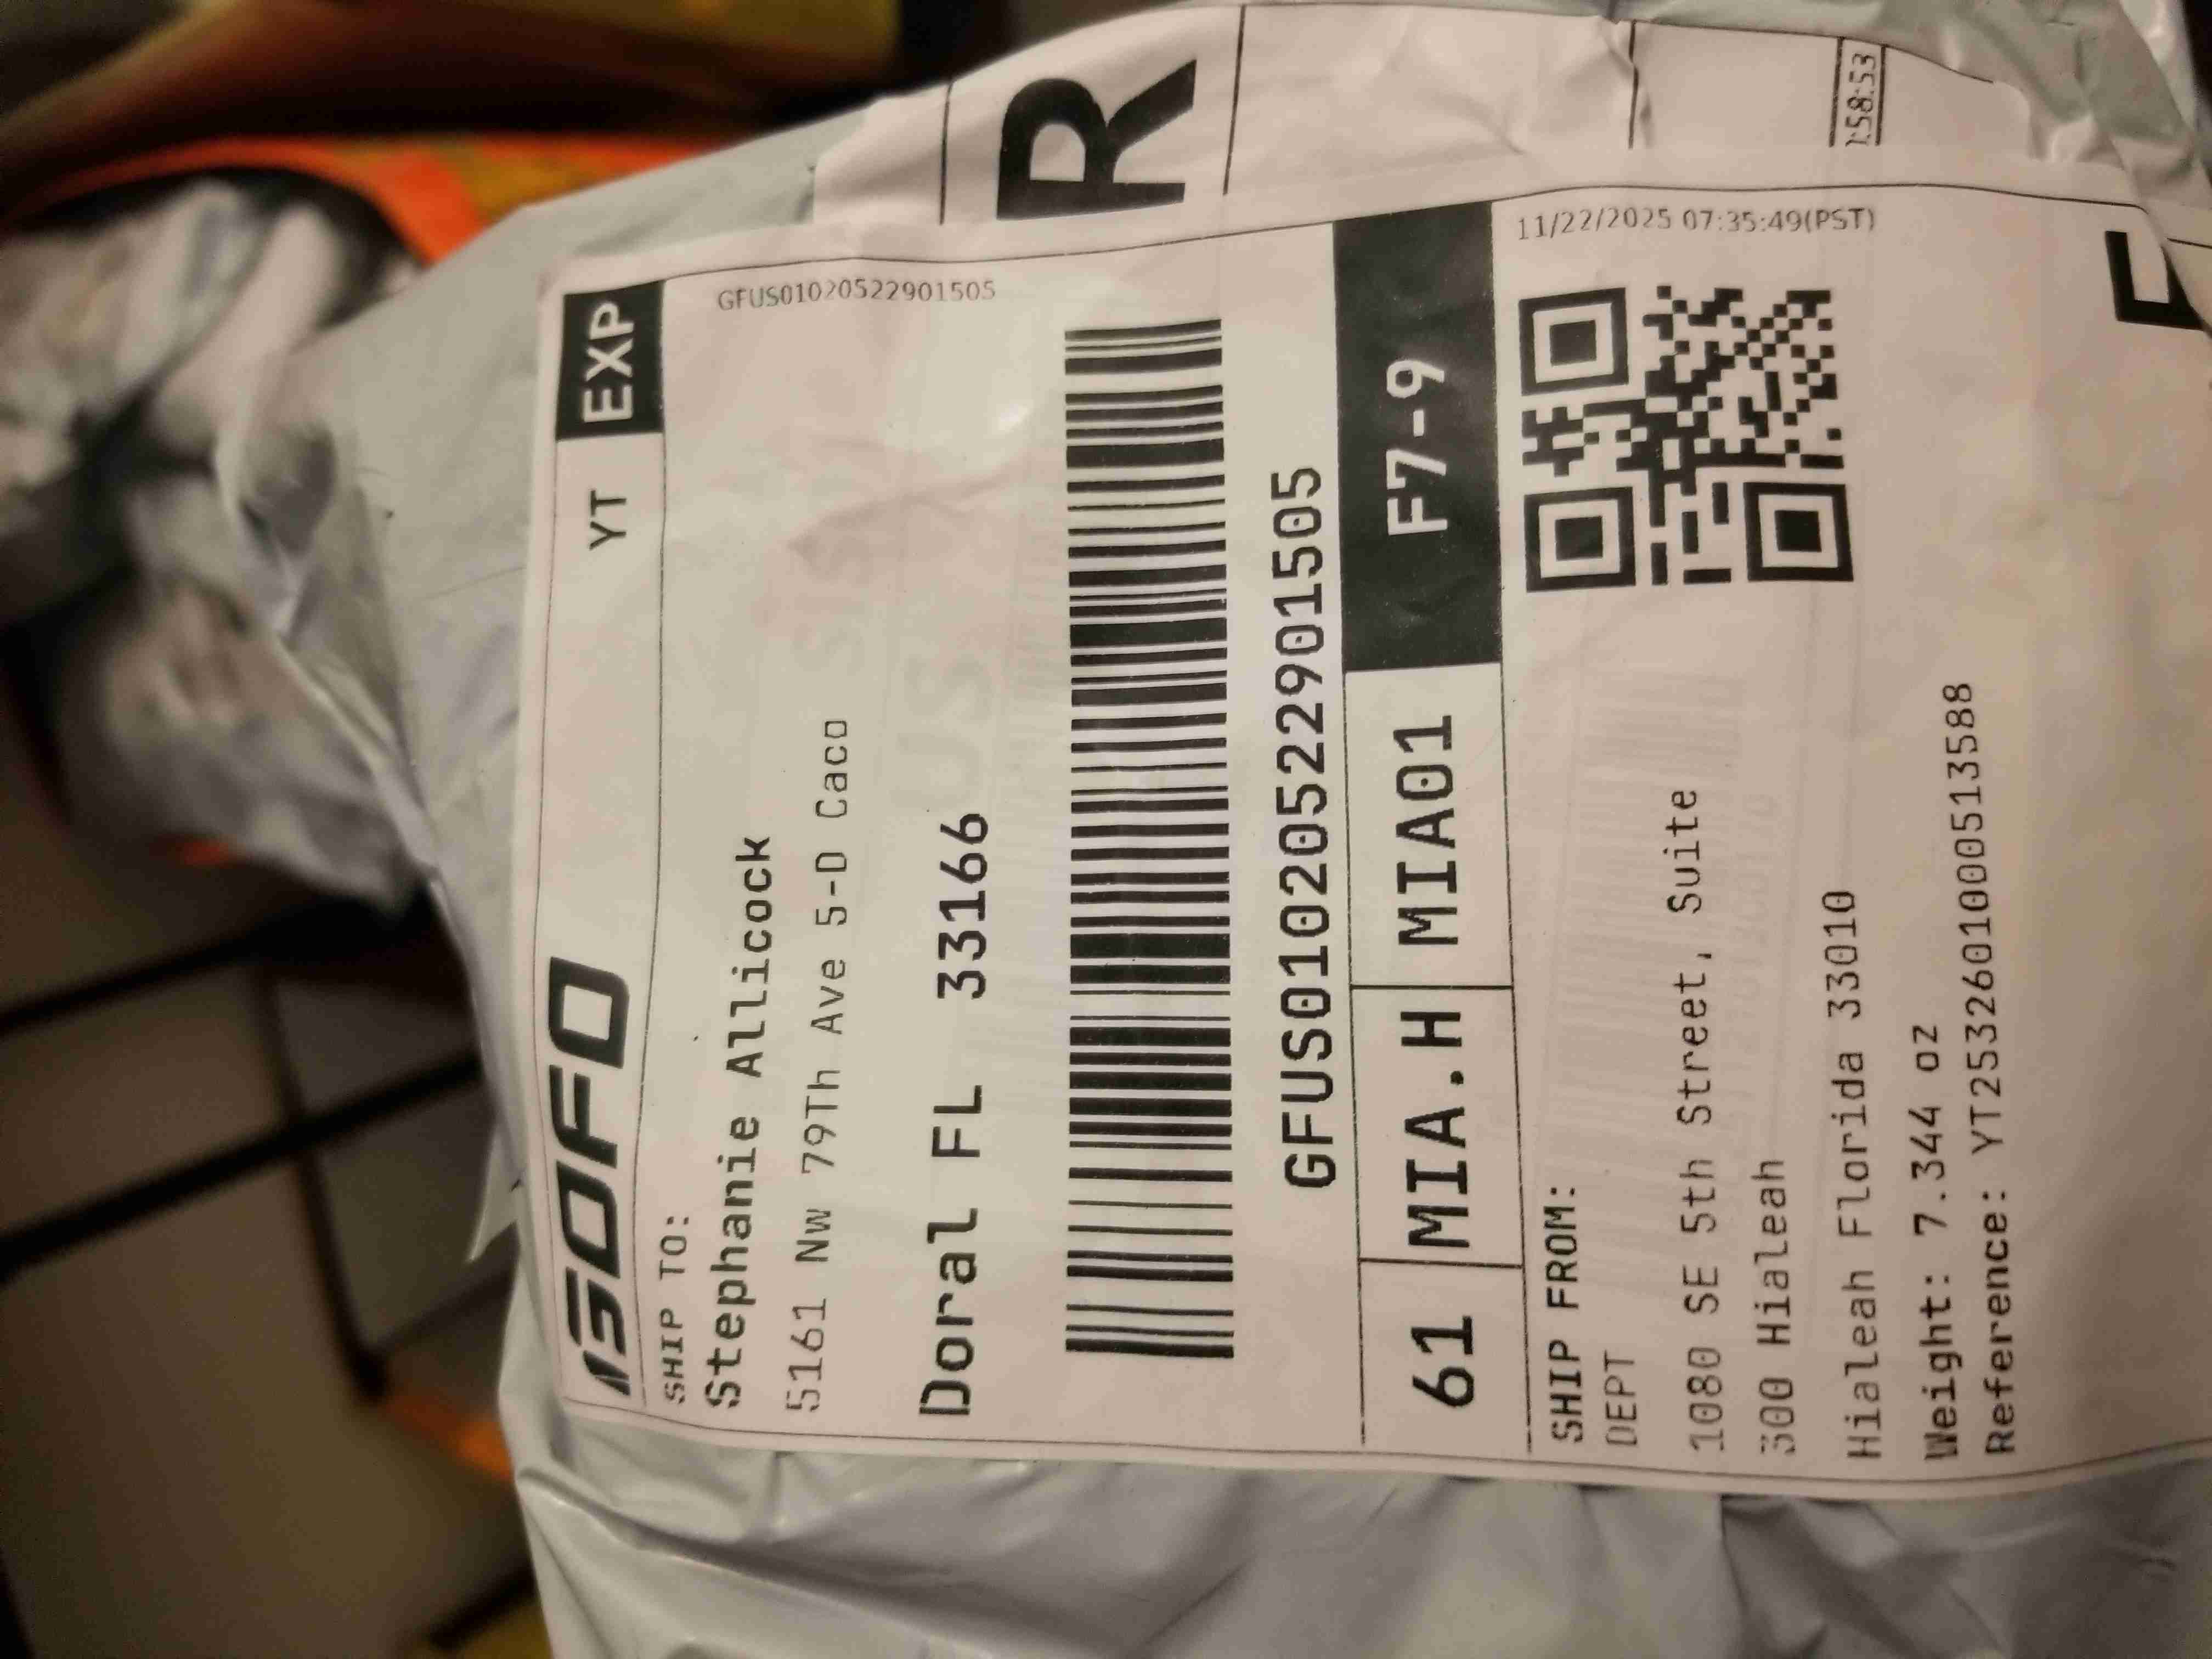 GOFO
YT EXP
SHIP TO:
GFUS01020522901505
Stephanie Allicock
5161 Nw 79Th Ave 5-D Caco
Doral FL 33166
GFUS01020522901505
61 MIA.H MIA01 F7-9
SHIP FROM:
11/22/2025 07:35:49(PST)
DEPT
1080 SE 5th Street, Suite
300 Hialeah
Hialeah Florida 33010
Weight: 7.344 oz
Reference: YT2532601000513588
R
:58:53